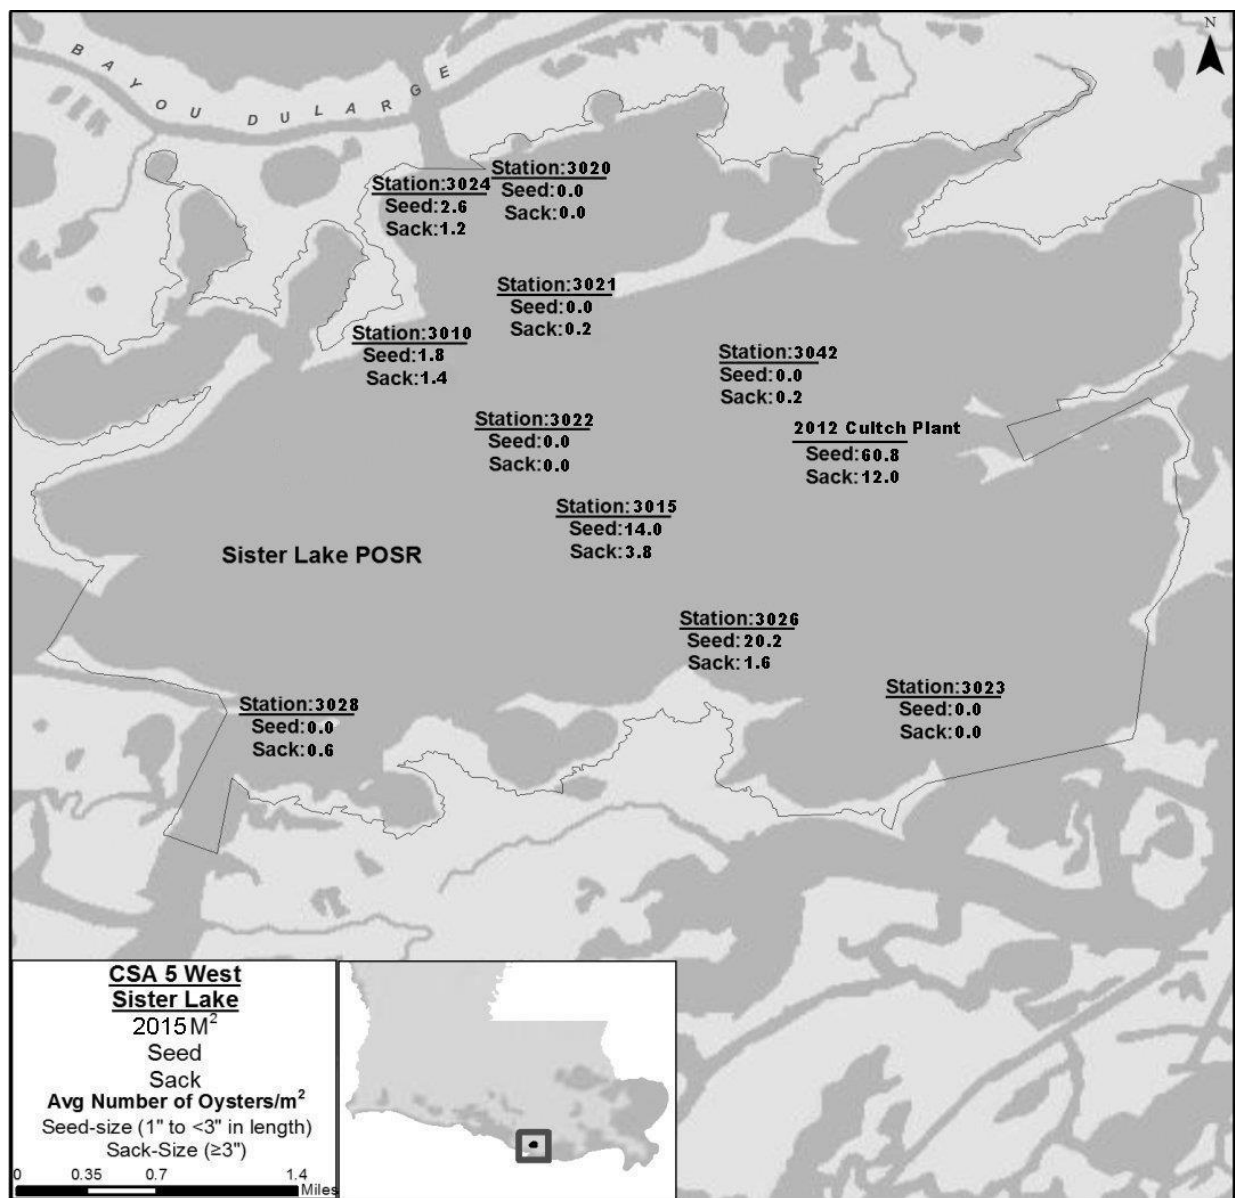 N
BAYOU DULARGE
Station:3020
Seed:0.0
Sack:0.0
Station:3024
Seed:2.6
Sack:1.2
Station:3021
Seed:0.0
Sack:0.2
Station:3010
Seed:1.8
Sack:1.4
Station:3042
Seed:0.0
Sack:0.2
Station:3022
Seed:0.0
Sack:0.0
2012 Cultch Plant
Seed:60.8
Sack:12.0
Station:3015
Seed:14.0
Sack:3.8
Sister Lake POSR
Station:3026
Seed:20.2
Sack:1.6
Station:3023
Seed:0.0
Sack:0.0
Station:3028
Seed:0.0
Sack:0.6
CSA 5 West
Sister Lake
2015M²
Seed
Sack
Avg Number of Oysters/m²
Seed-size (1" to <3" in length)
Sack-Size (≥3")
0 0.35 0.7 1.4
Miles